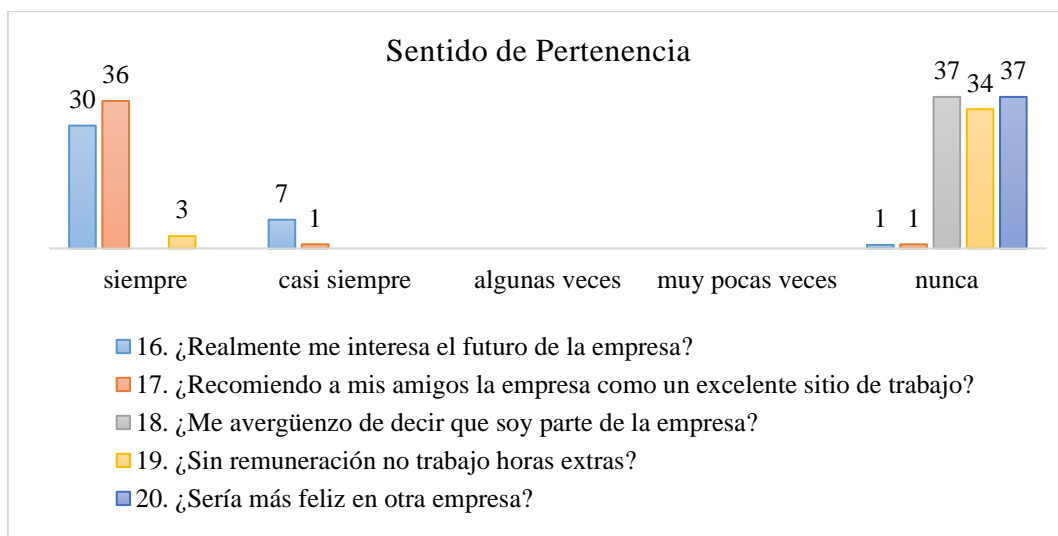 Sentido de Pertenencia
30
36
3
7
1
1
1
37
34
37
siempre
casi siempre
algunas veces
muy pocas veces
nunca
16. ¿Realmente me interesa el futuro de la empresa?
17. ¿Recomiendo a mis amigos la empresa como un excelente sitio de trabajo?
18. ¿Me avergüenzo de decir que soy parte de la empresa?
19. ¿Sin remuneración no trabajo horas extras?
20. ¿Sería más feliz en otra empresa?